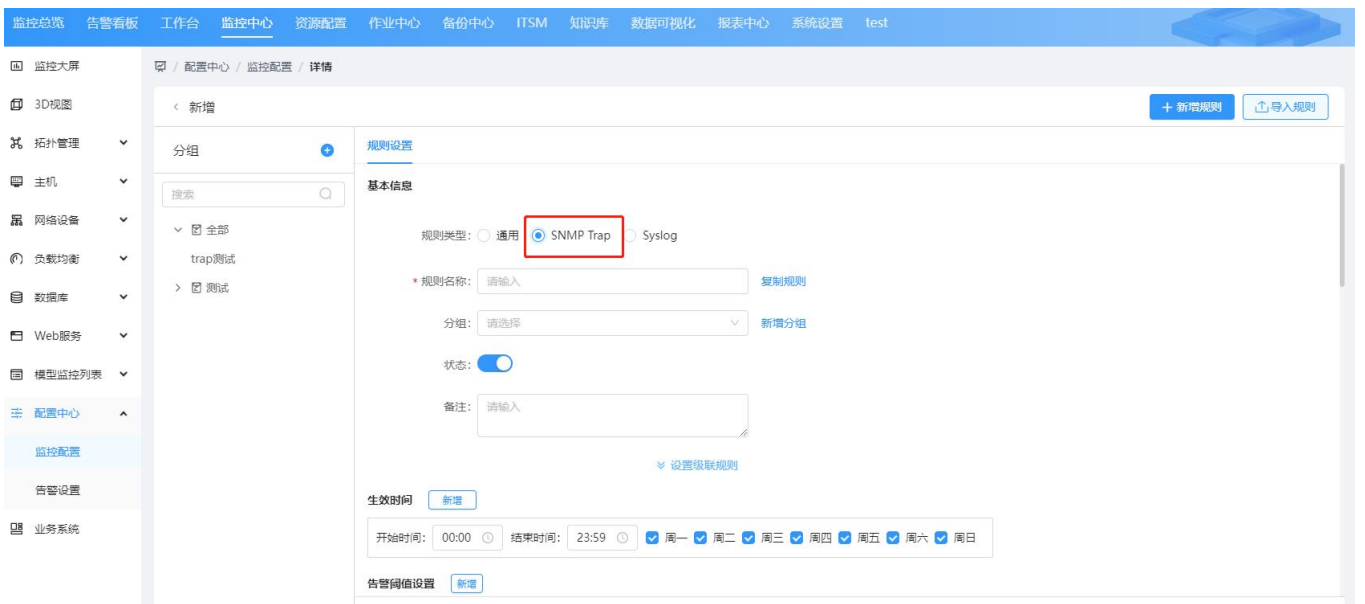 监控总览 告警看板 工作台 监控中心 资源配置 作业中心 备份中心 ITSM 知识库 数据可视化 报表中心 系统设置 test
监控大屏
3D视图
拓扑管理
主机
网络设备
负载均衡
数据库
Web服务
模型监控列表
配置中心
监控配置
告警设置
业务系统
/ 配置中心 / 监控配置 / 详情
< 新增
+ 新增规则 导入规则
分组
搜索
全部
trap测试
测试
规则设置
基本信息
规则类型: 通用 SNMP Trap Syslog
* 规则名称: 请输入 复制规则
分组: 请选择 新增分组
状态:
备注: 请输入
设置级联规则
生效时间 新增
开始时间: 00:00 结束时间: 23:59 周一 周二 周三 周四 周五 周六 周日
告警阈值设置 新增